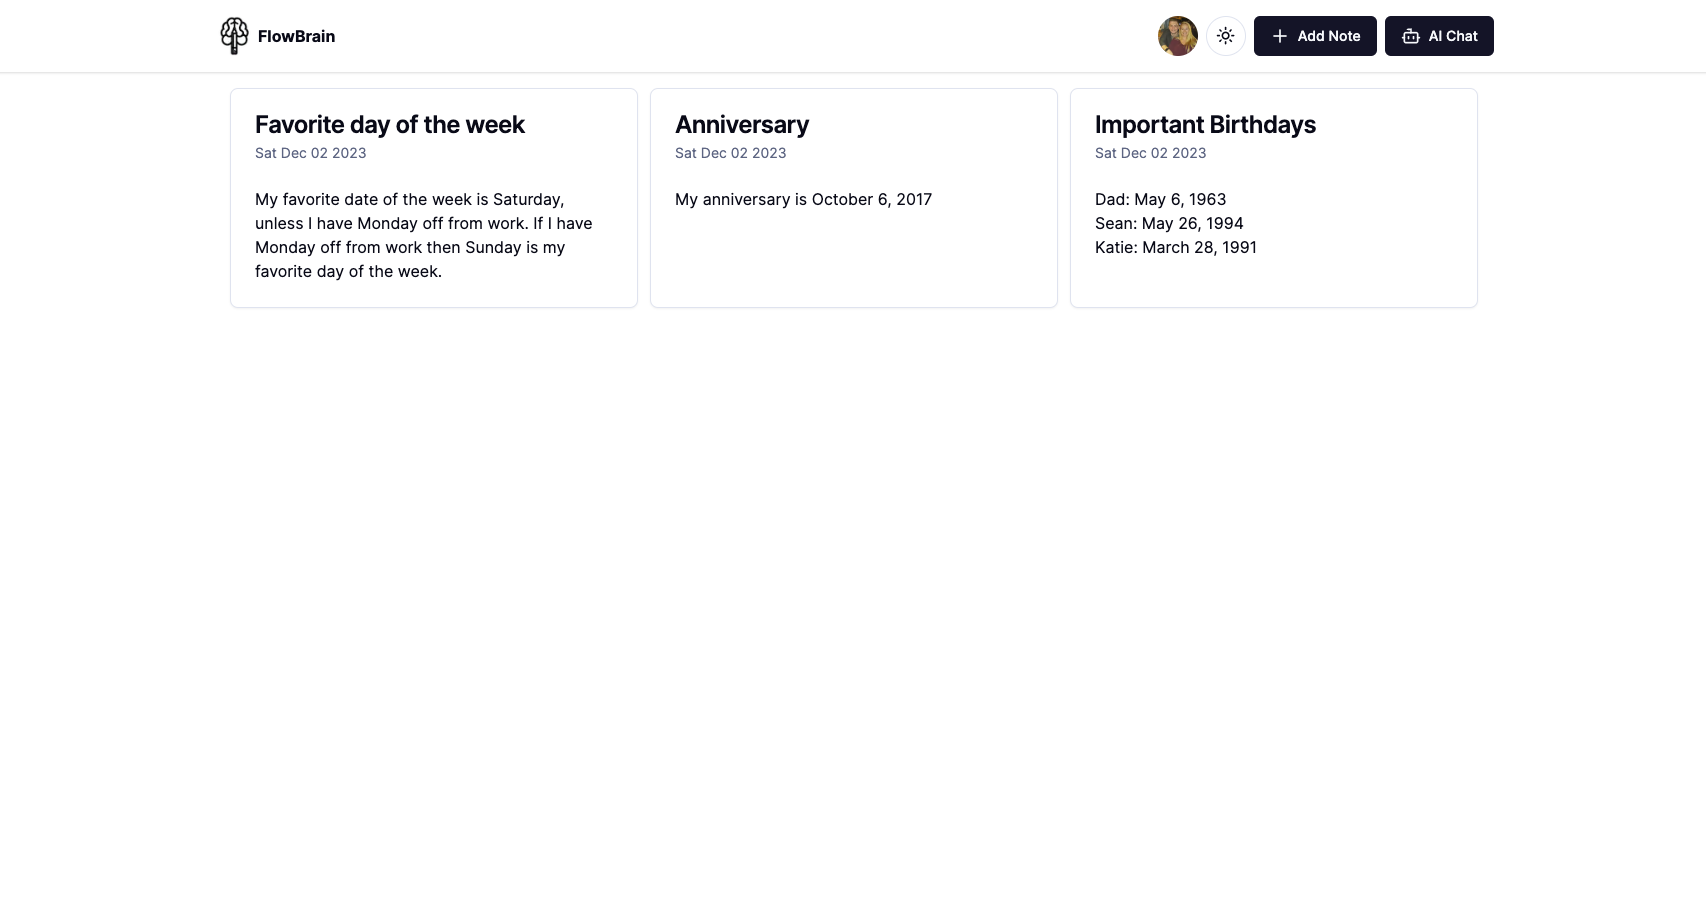 FlowBrain
Add Note
AI Chat
Favorite day of the week
Sat Dec 02 2023
My favorite date of the week is Saturday,
unless I have Monday off from work. If I have
Monday off from work then Sunday is my
favorite day of the week.
Anniversary
Sat Dec 02 2023
My anniversary is October 6, 2017
Important Birthdays
Sat Dec 02 2023
Dad: May 6, 1963
Sean: May 26, 1994
Katie: March 28, 1991